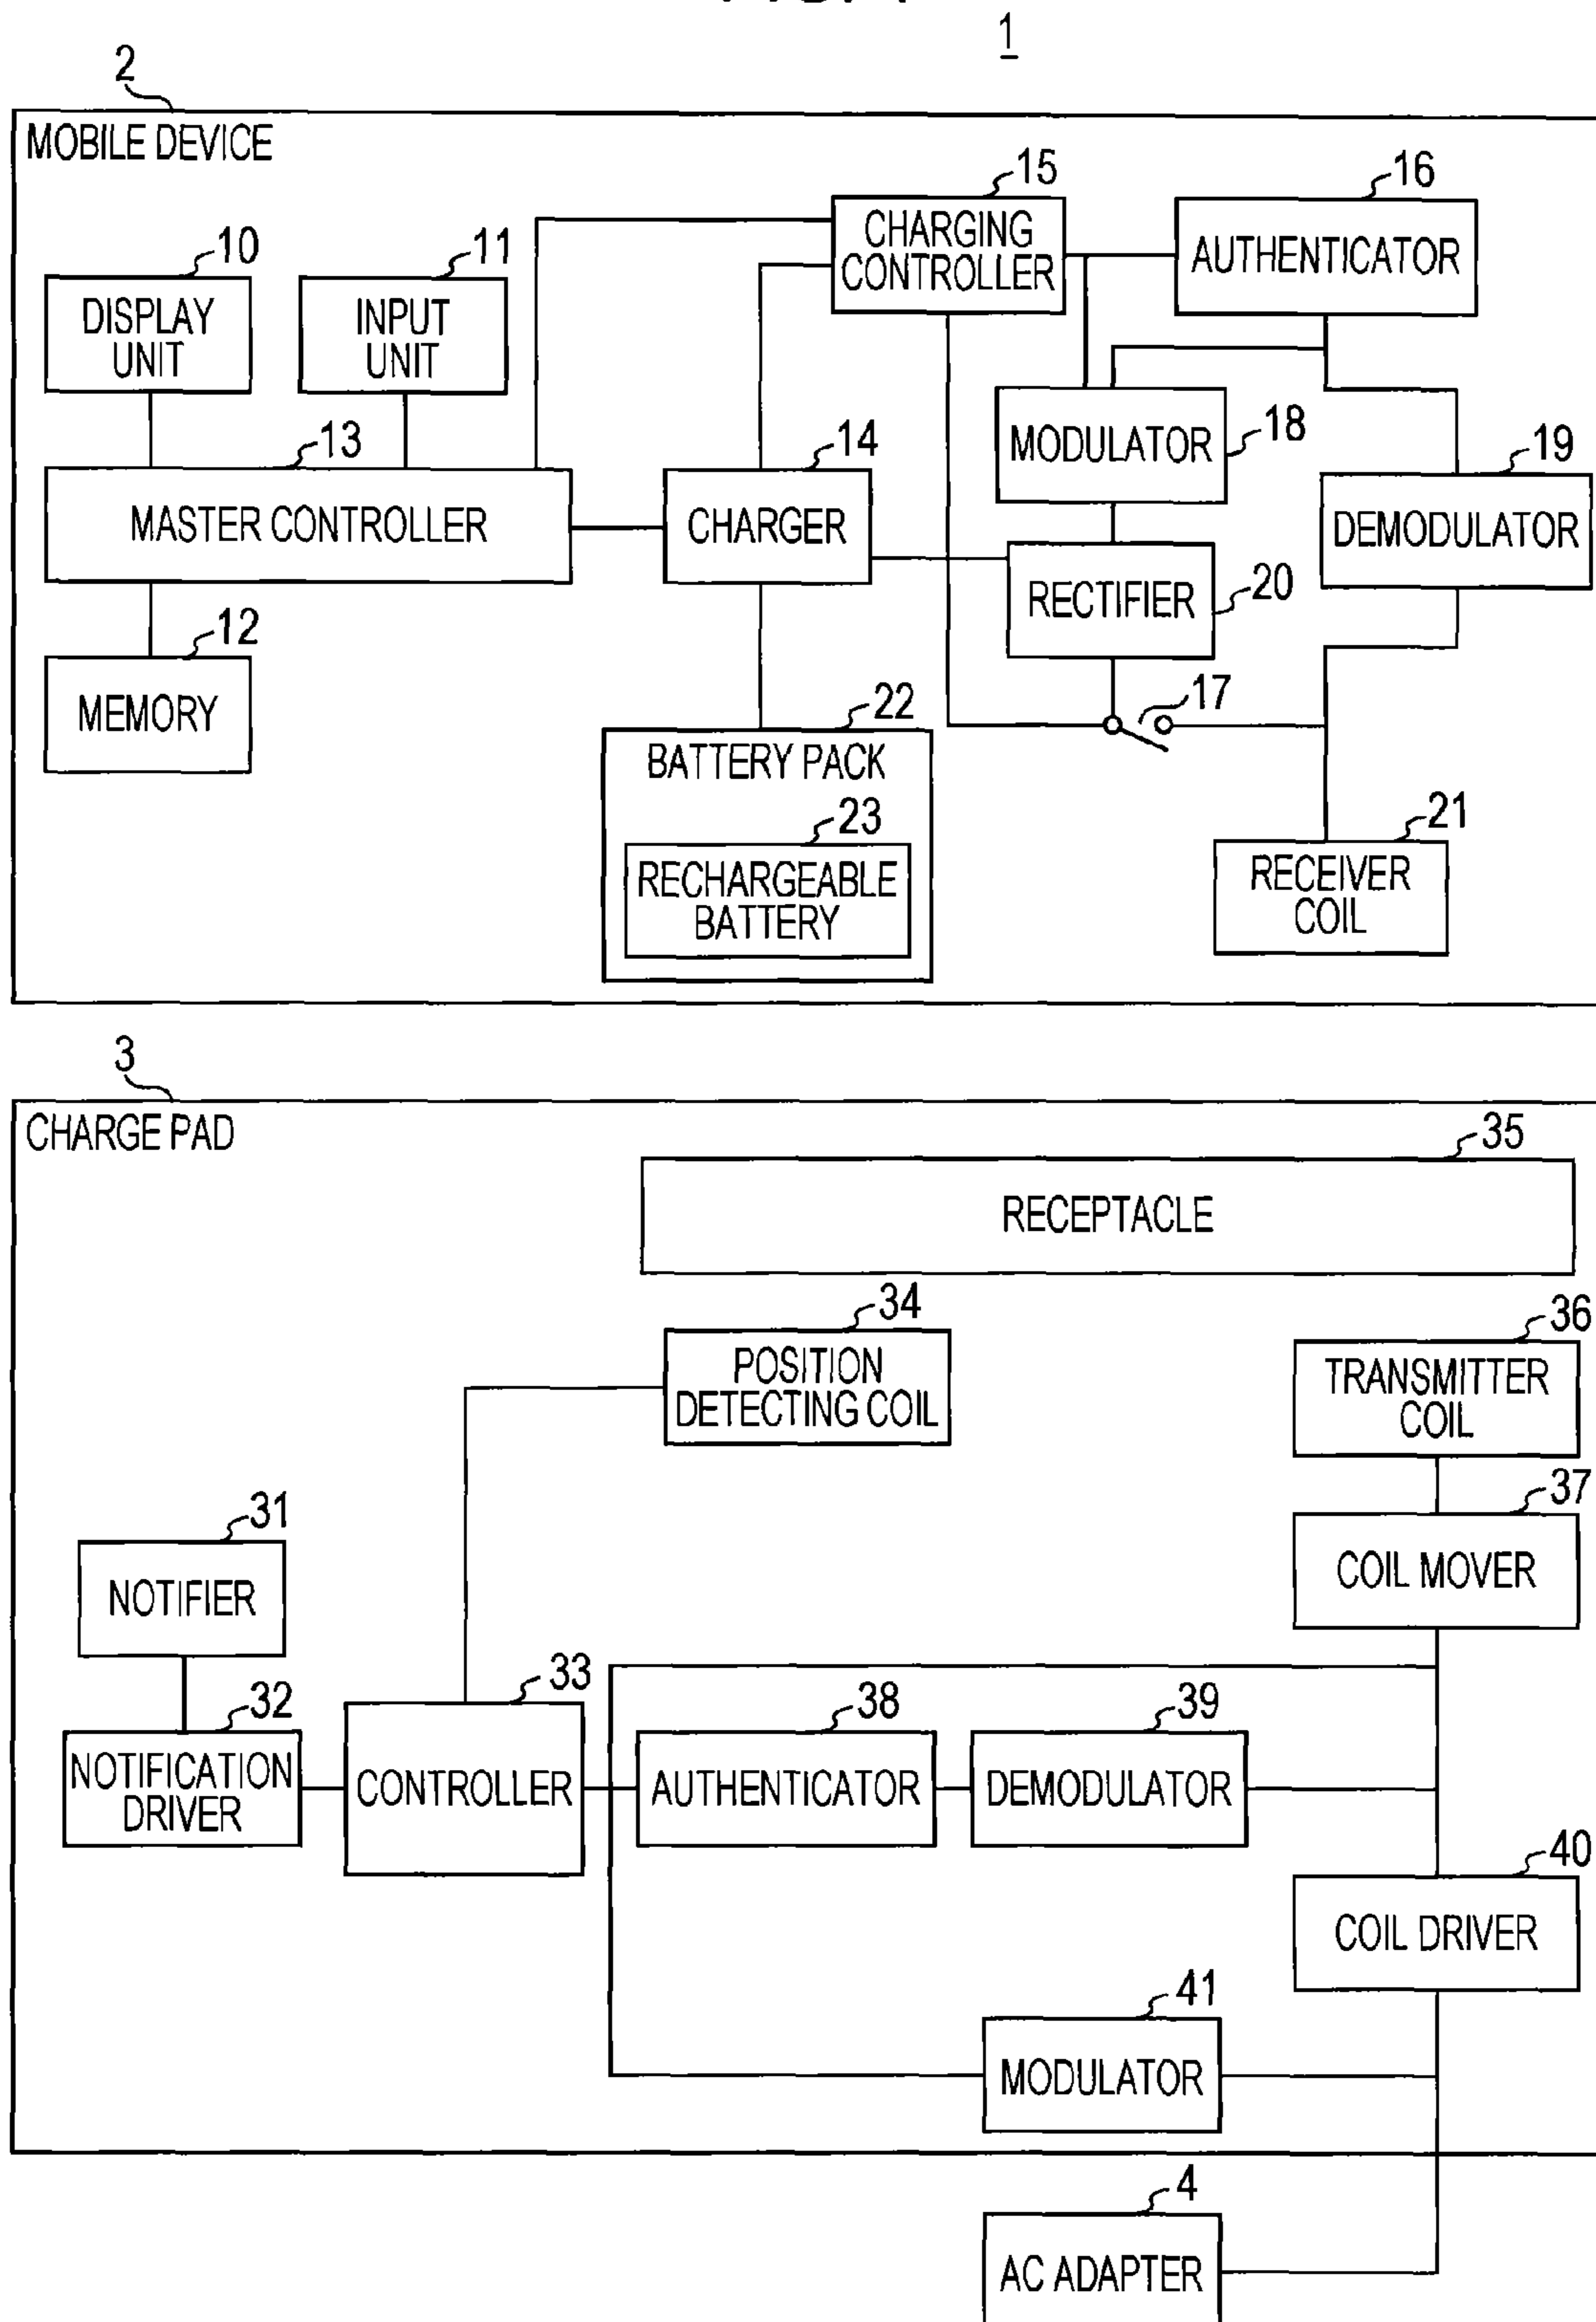 1
2
MOBILE DEVICE
15
16
CHARGING
CONTROLLER
AUTHENTICATOR
10
11
DISPLAY
UNIT
INPUT
UNIT
13
14
18
19
MASTER CONTROLLER
CHARGER
MODULATOR
DEMODULATOR
RECTIFIER
20
12
MEMORY
17
22
BATTERY PACK
23
RECHARGEABLE
BATTERY
21
RECEIVER
COIL
3
CHARGE PAD
35
RECEPTACLE
34
POSITION
DETECTING COIL
36
TRANSMITTER
COIL
37
COIL MOVER
31
NOTIFIER
32
NOTIFICATION
DRIVER
33
CONTROLLER
38
AUTHENTICATOR
39
DEMODULATOR
40
COIL DRIVER
41
MODULATOR
4
AC ADAPTER